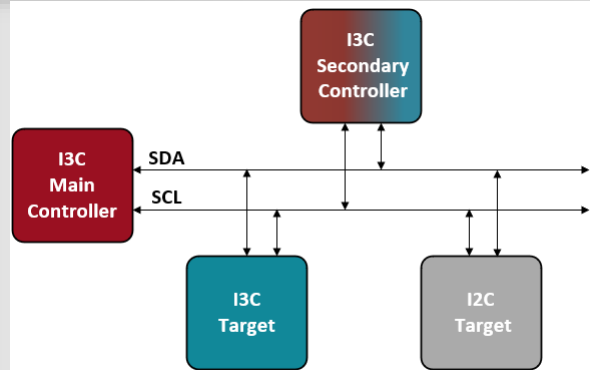 I3C
Secondary
Controller
I3C
Main
Controller
SDA
SCL
I3C
Target
I2C
Target